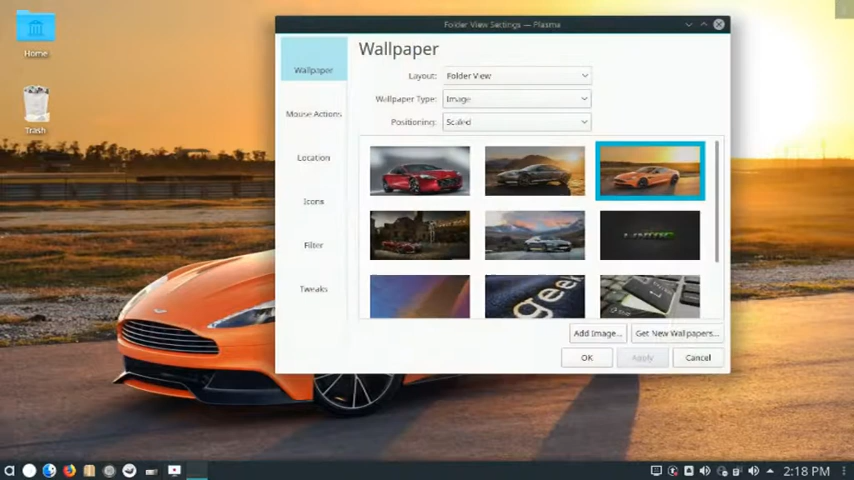 Folder View Settings — Plasma
Home
Trash
Wallpaper
Mouse Actions
Location
Icons
Filter
Tweaks
Wallpaper
Layout: Folder View
Wallpaper Type: Image
Positioning: Scaled
geek
Add Image...
Get New Wallpapers...
OK
Apply
Cancel
2:18 PM